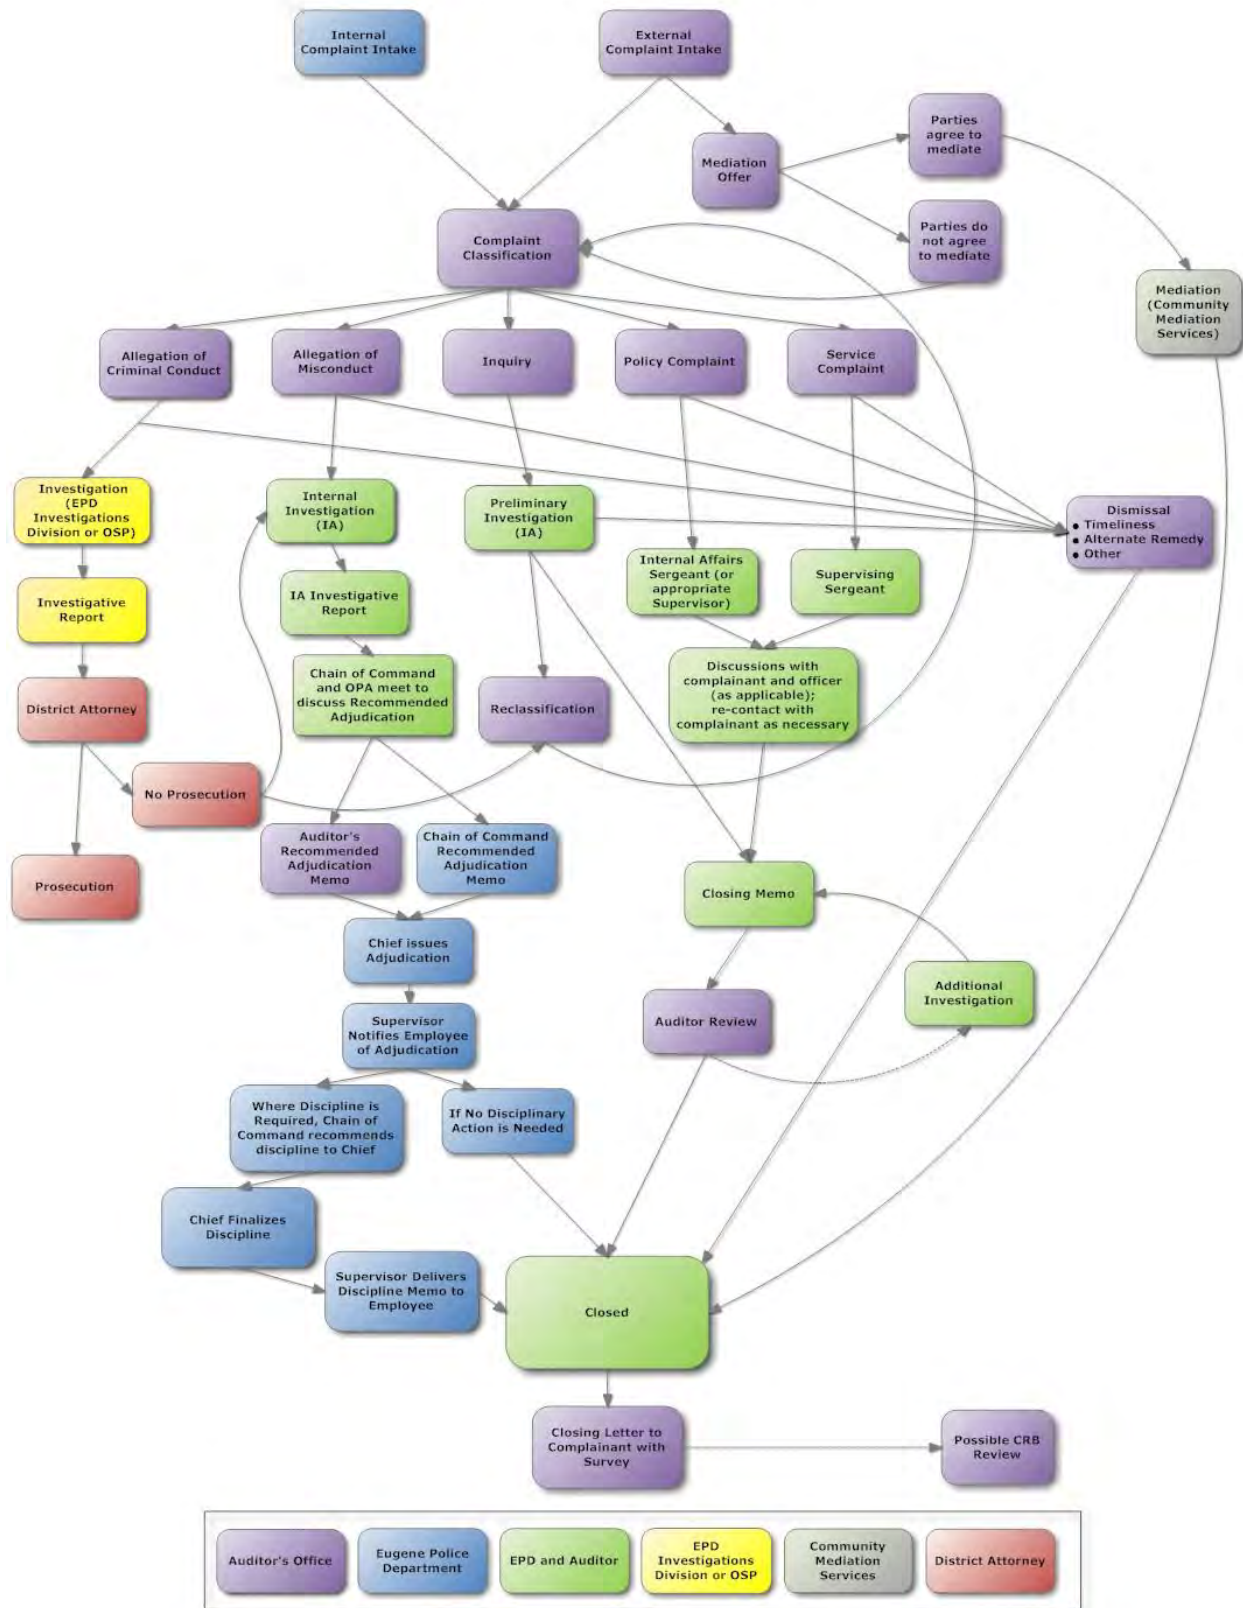 Internal
Complaint Intake
External
Complaint Intake
Parties
agree to
mediate
Mediation
Offer
Parties do
not agree
to mediate
Complaint
Classification
Mediation
(Community
Mediation
Services)
Allegation of
Criminal Conduct
Allegation of
Misconduct
Inquiry
Policy Complaint
Service
Complaint
Investigation
(EPD
Investigations
Division or OSP)
Internal
Investigation
(IA)
Preliminary
Investigation
(IA)
Dismissal
• Timeliness
• Alternate Remedy
• Other
Internal Affairs
Sergeant (or
appropriate
Supervisor)
Supervising
Sergeant
Investigative
Report
IA Investigative
Report
Chain of Command
and OPA meet to
discuss Recommended
Adjudication
Discussions with
complainant and officer
(as applicable);
re-contact with
complainant as necessary
District Attorney
Reclassification
No Prosecution
Auditor's
Recommended
Adjudication
Memo
Chain of Command
Recommended
Adjudication
Memo
Prosecution
Closing Memo
Chief issues
Adjudication
Additional
Investigation
Supervisor
Notifies Employee
of Adjudication
Auditor Review
Where Discipline is
Required, Chain of
Command recommends
discipline to Chief
If No Disciplinary
Action is Needed
Chief Finalizes
Discipline
Supervisor Delivers
Discipline Memo to
Employee
Closed
Closing Letter to
Complainant with
Survey
Possible CRB
Review
Auditor's Office
Eugene Police
Department
EPD and Auditor
EPD
Investigations
Division or OSP
Community
Mediation
Services
District Attorney